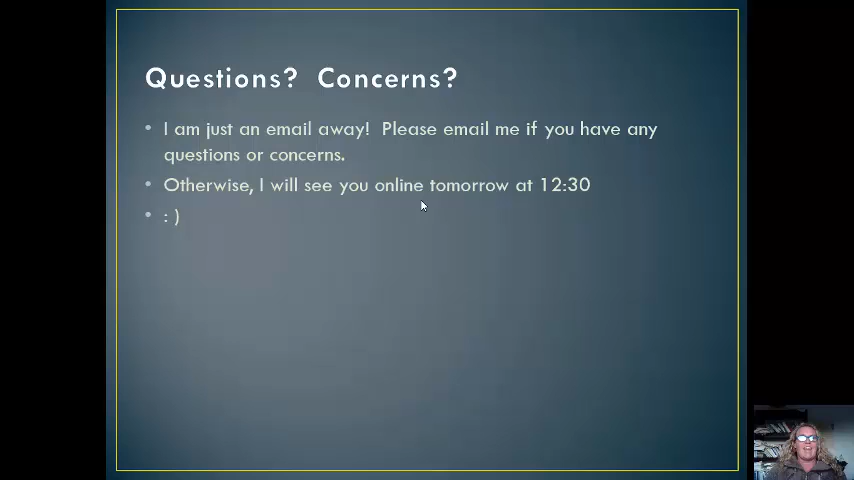 Questions?  Concerns?
• I am just an email away!  Please email me if you have any
questions or concerns.
• Otherwise, I will see you online tomorrow at 12:30
• : )